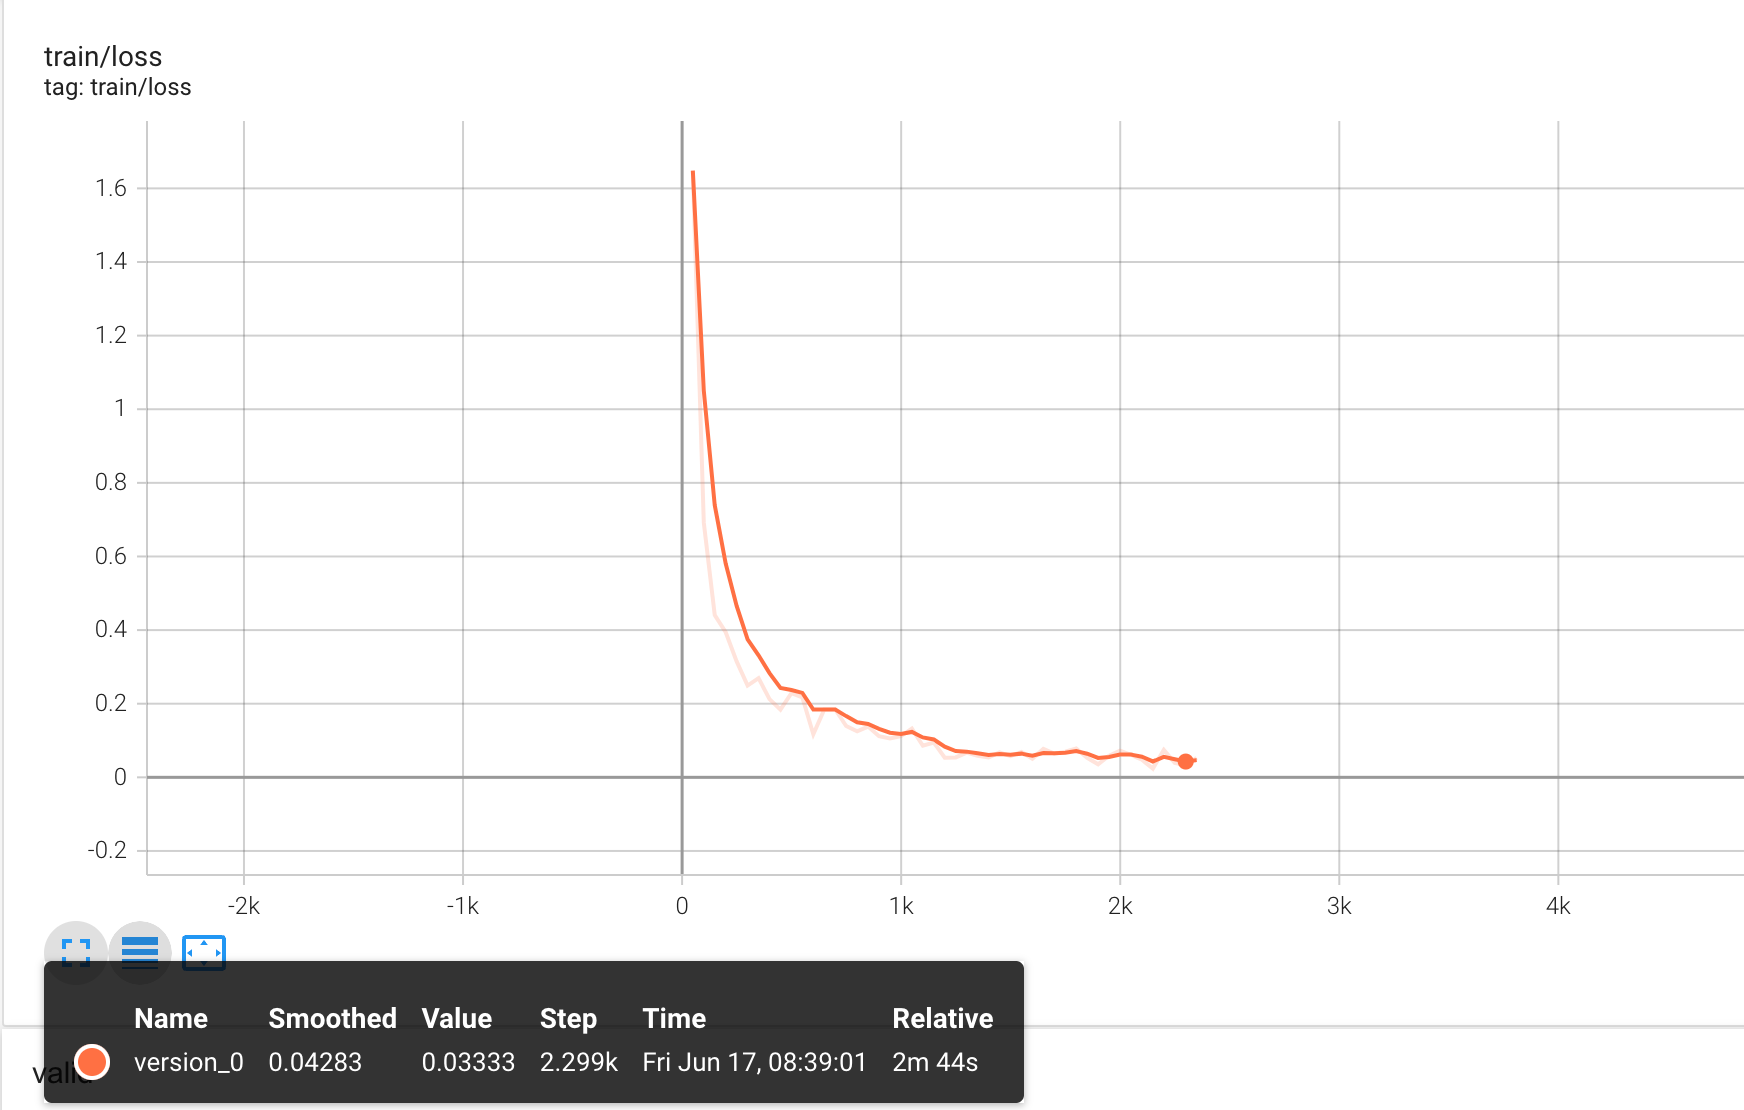 train/loss
tag: train/loss
1.6
1.4
1.2
1
0.8
0.6
0.4
0.2
0
-0.2
-2k -1k 0 1k 2k 3k 4k
Name Smoothed Value Step Time Relative
version_0 0.04283 0.03333 2.299k Fri Jun 17, 08:39:01 2m 44s
valid